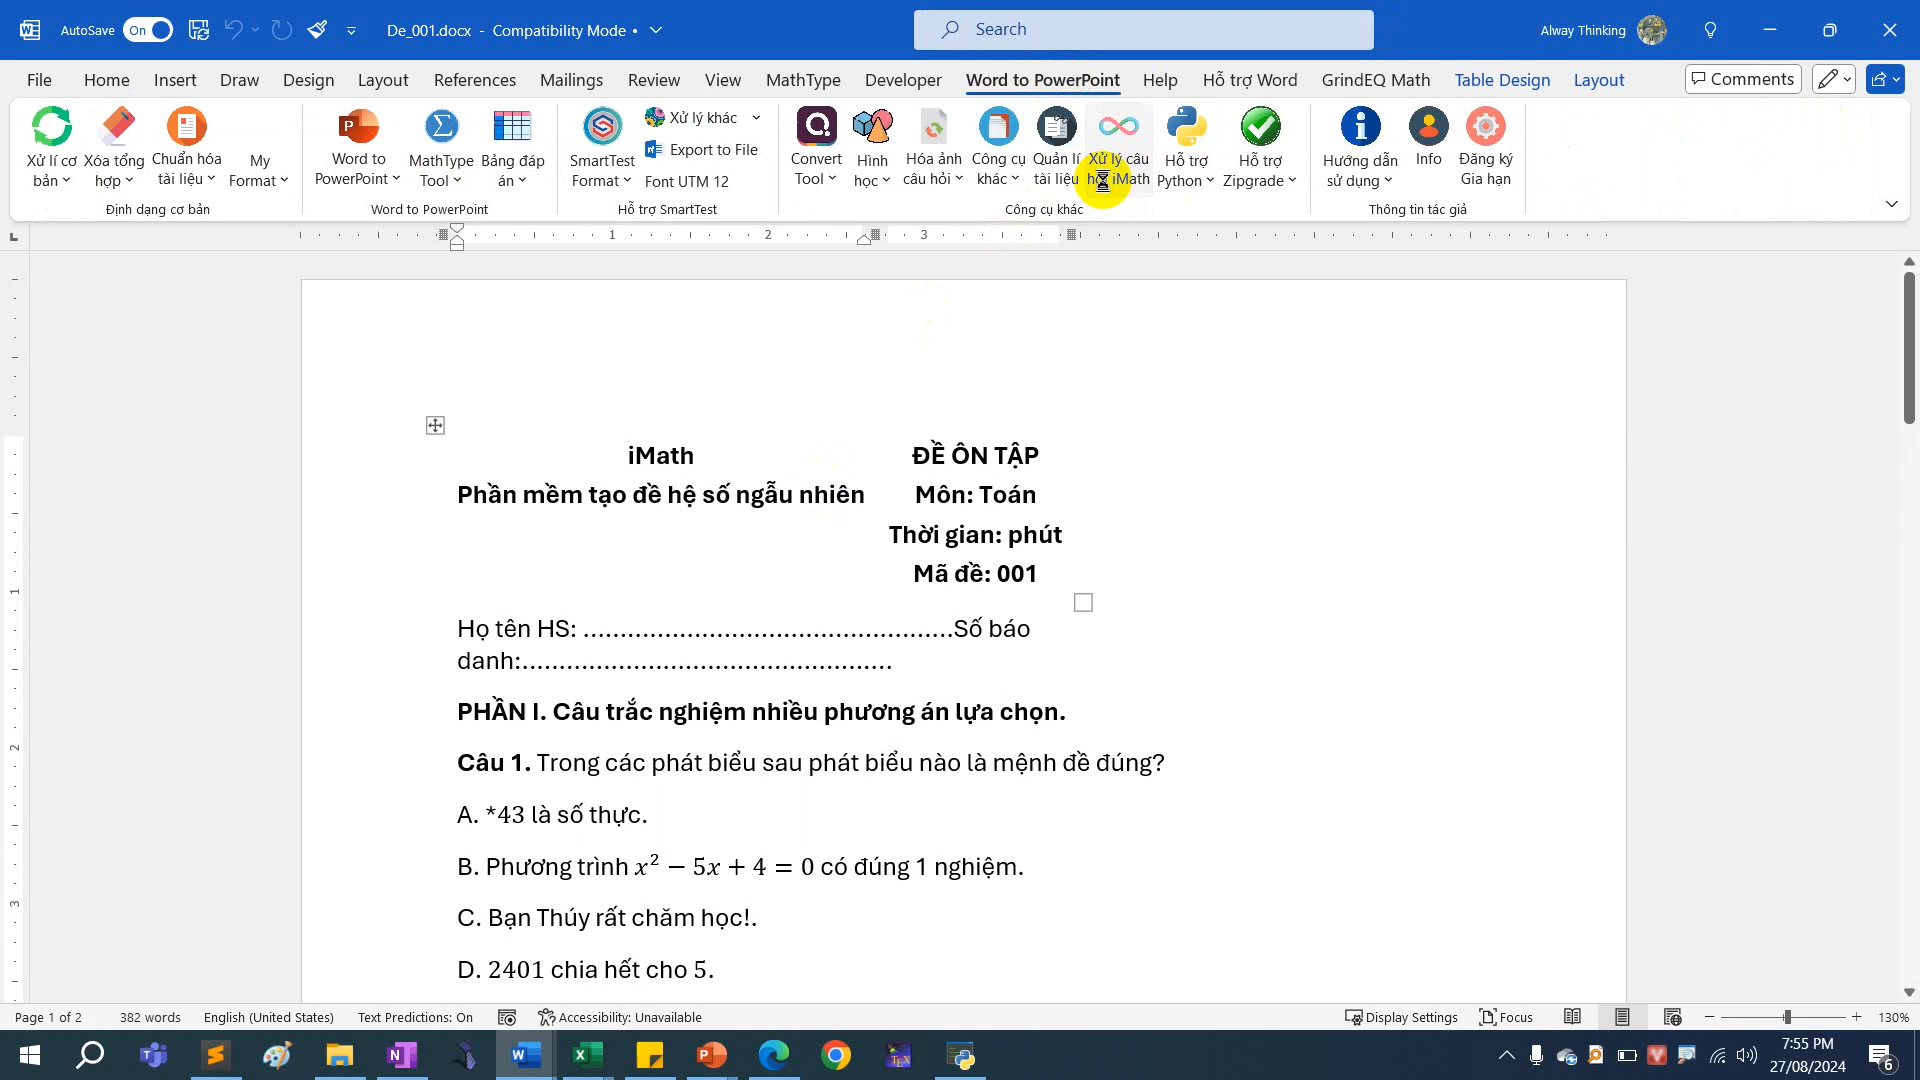 AutoSave On De_001.docx - Compatibility Mode • Search Alway Thinking
File Home Insert Draw Design Layout References Mailings Review View MathType Developer Word to PowerPoint Help Hỗ trợ Word GrindEQ Math Table Design Layout Comments
Xử lí cơ bản
Xóa tổng hợp
Chuẩn hóa tài liệu
My Format
Định dạng cơ bản
Word to PowerPoint
MathType Tool
Bảng đáp án
Word to PowerPoint
SmartTest Format
Xử lý khác
Export to File
Font UTM 12
Hỗ trợ SmartTest
Convert Tool
Hình học
Hóa ảnh câu hỏi
Công cụ khác
Quản lí tài liệu
Xử lý câu hỏi iMath
Hỗ trợ Python
Hỗ trợ Zipgrade
Công cụ khác
Hướng dẫn sử dụng
Info
Đăng ký Gia hạn
Thông tin tác giả
1 2 3
iMath
Phần mềm tạo đề hệ số ngẫu nhiên
ĐỀ ÔN TẬP
Môn: Toán
Thời gian: phút
Mã đề: 001
Họ tên HS: ..................................................Số báo
danh:..................................................
PHẦN I. Câu trắc nghiệm nhiều phương án lựa chọn.
Câu 1. Trong các phát biểu sau phát biểu nào là mệnh đề đúng?
A. *43 là số thực.
B. Phương trình x² − 5x + 4 = 0 có đúng 1 nghiệm.
C. Bạn Thúy rất chăm học!.
D. 2401 chia hết cho 5.
1
2
3
Page 1 of 2 382 words English (United States) Text Predictions: On Accessibility: Unavailable Display Settings Focus 130%
7:55 PM
27/08/2024
6